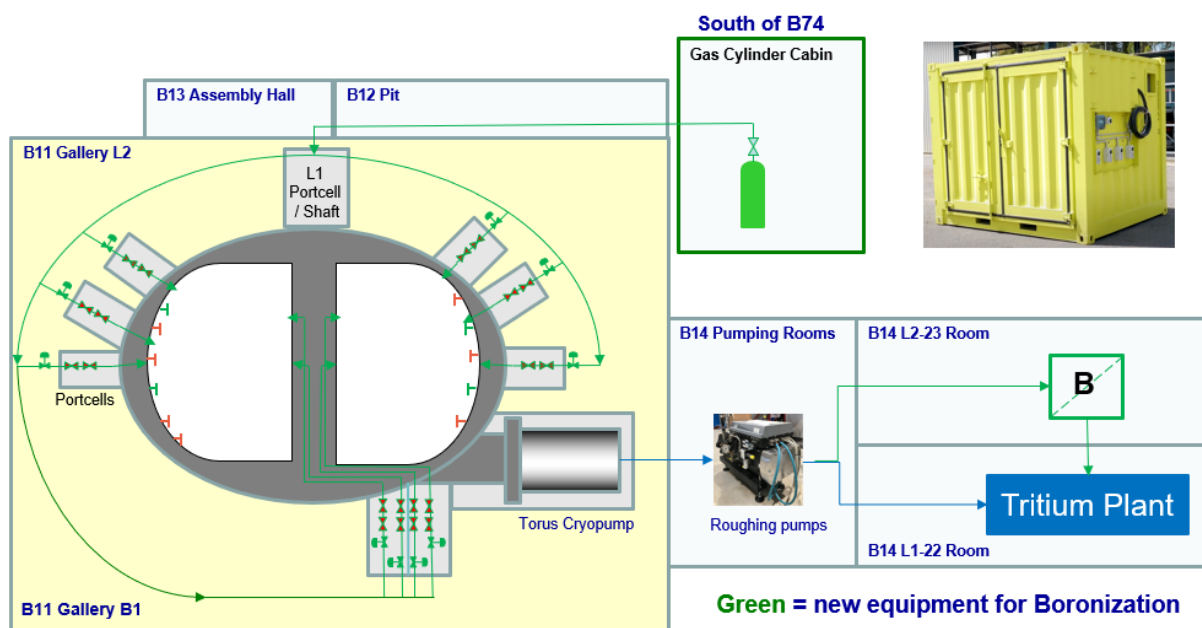 South of B74
Gas Cylinder Cabin
B13 Assembly Hall
B12 Pit
B11 Gallery L2
L1
Portcell
/ Shaft
Portcells
B14 Pumping Rooms
B14 L2-23 Room
B
Roughing pumps
Tritium Plant
Torus Cryopump
B14 L1-22 Room
B11 Gallery B1
Green = new equipment for Boronization